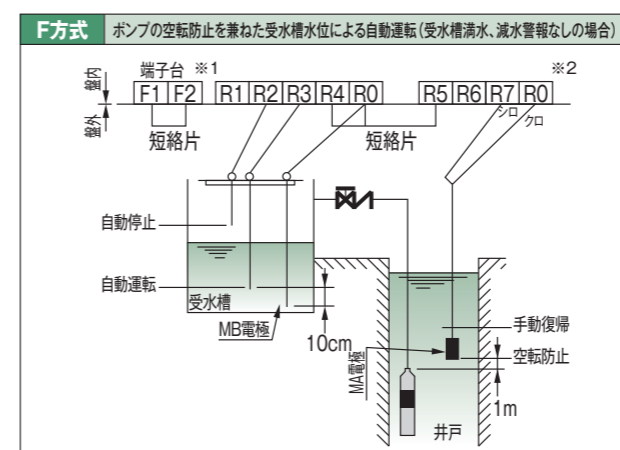 F方式 ポンプの空転防止を兼ねた受水槽水位による自動運転(受水槽満水、減水警報なしの場合)
端子台 ※1
※2
盤内
盤外
F1 F2 R1 R2 R3 R4 R0 R5 R6 R7 R0
シロ
クロ
短絡片
短絡片
自動停止
自動運転
受水槽
MB電極
10cm
手動復帰
空転防止
MA電極
1m
井戸